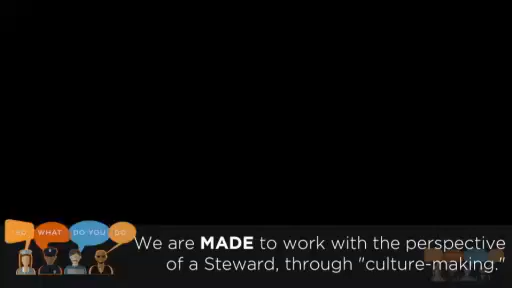 SO WHAT DO YOU DO
We are MADE to work with the perspective
of a Steward, through "culture-making."